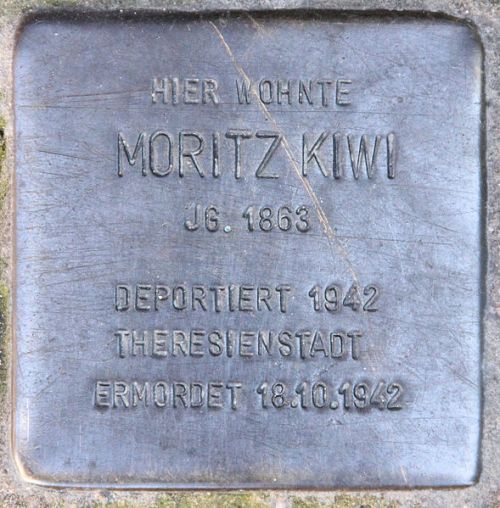 HIER WOHNTE
MORITZ KIWI
JG. 1863
DEPORTIERT 1942
THERESIENSTADT
ERMORDET 18.10.1942